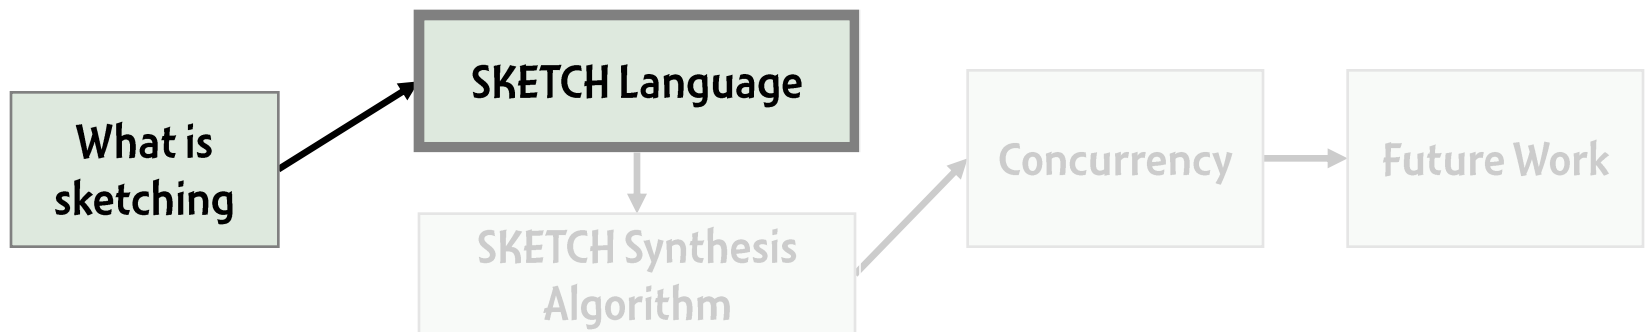 What is
sketching
SKETCH Language
SKETCH Synthesis
Algorithm
Concurrency
Future Work